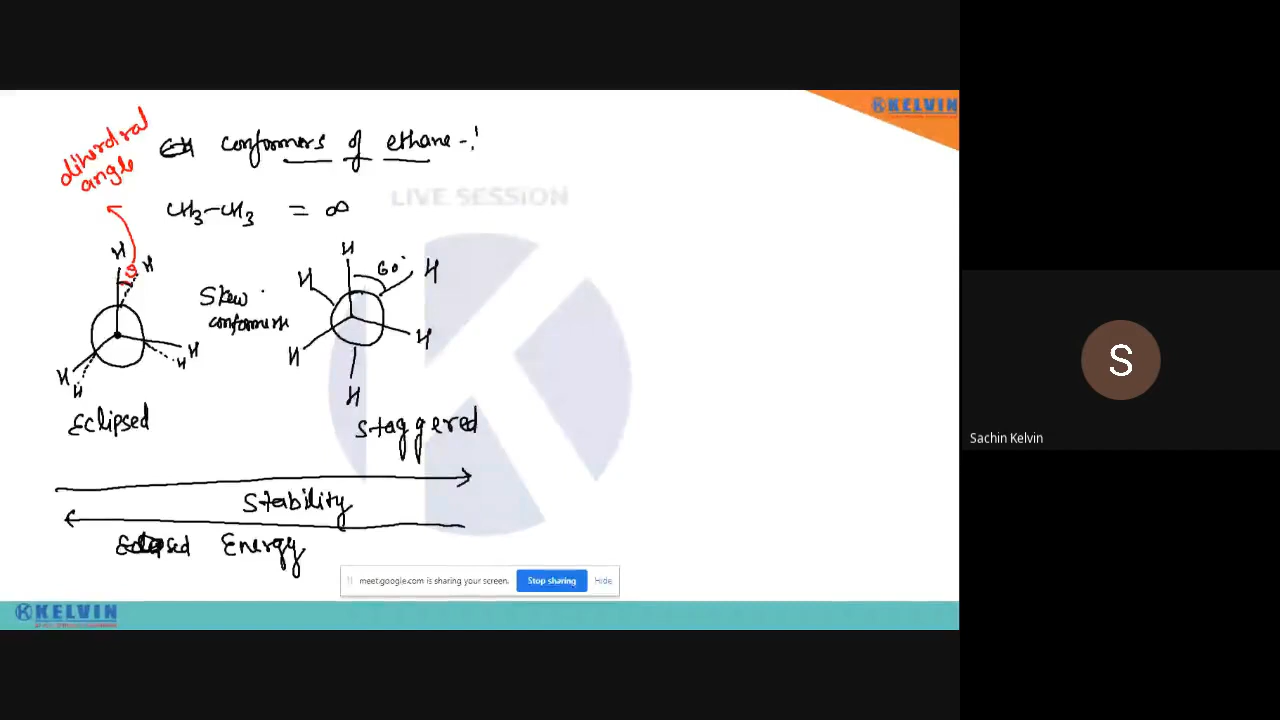 KELVIN
dihedral
angle
conformers of ethane -:
LIVE SESSION
CH3-CH3 = ∞
H
H
H
H
60°
H
Skew
conformers
H
H
H
H
H
H
H
H
Eclipsed
Staggered
Stability
Energy
meet.google.com is sharing your screen.
Stop sharing
Hide
KELVIN
S
Sachin Kelvin